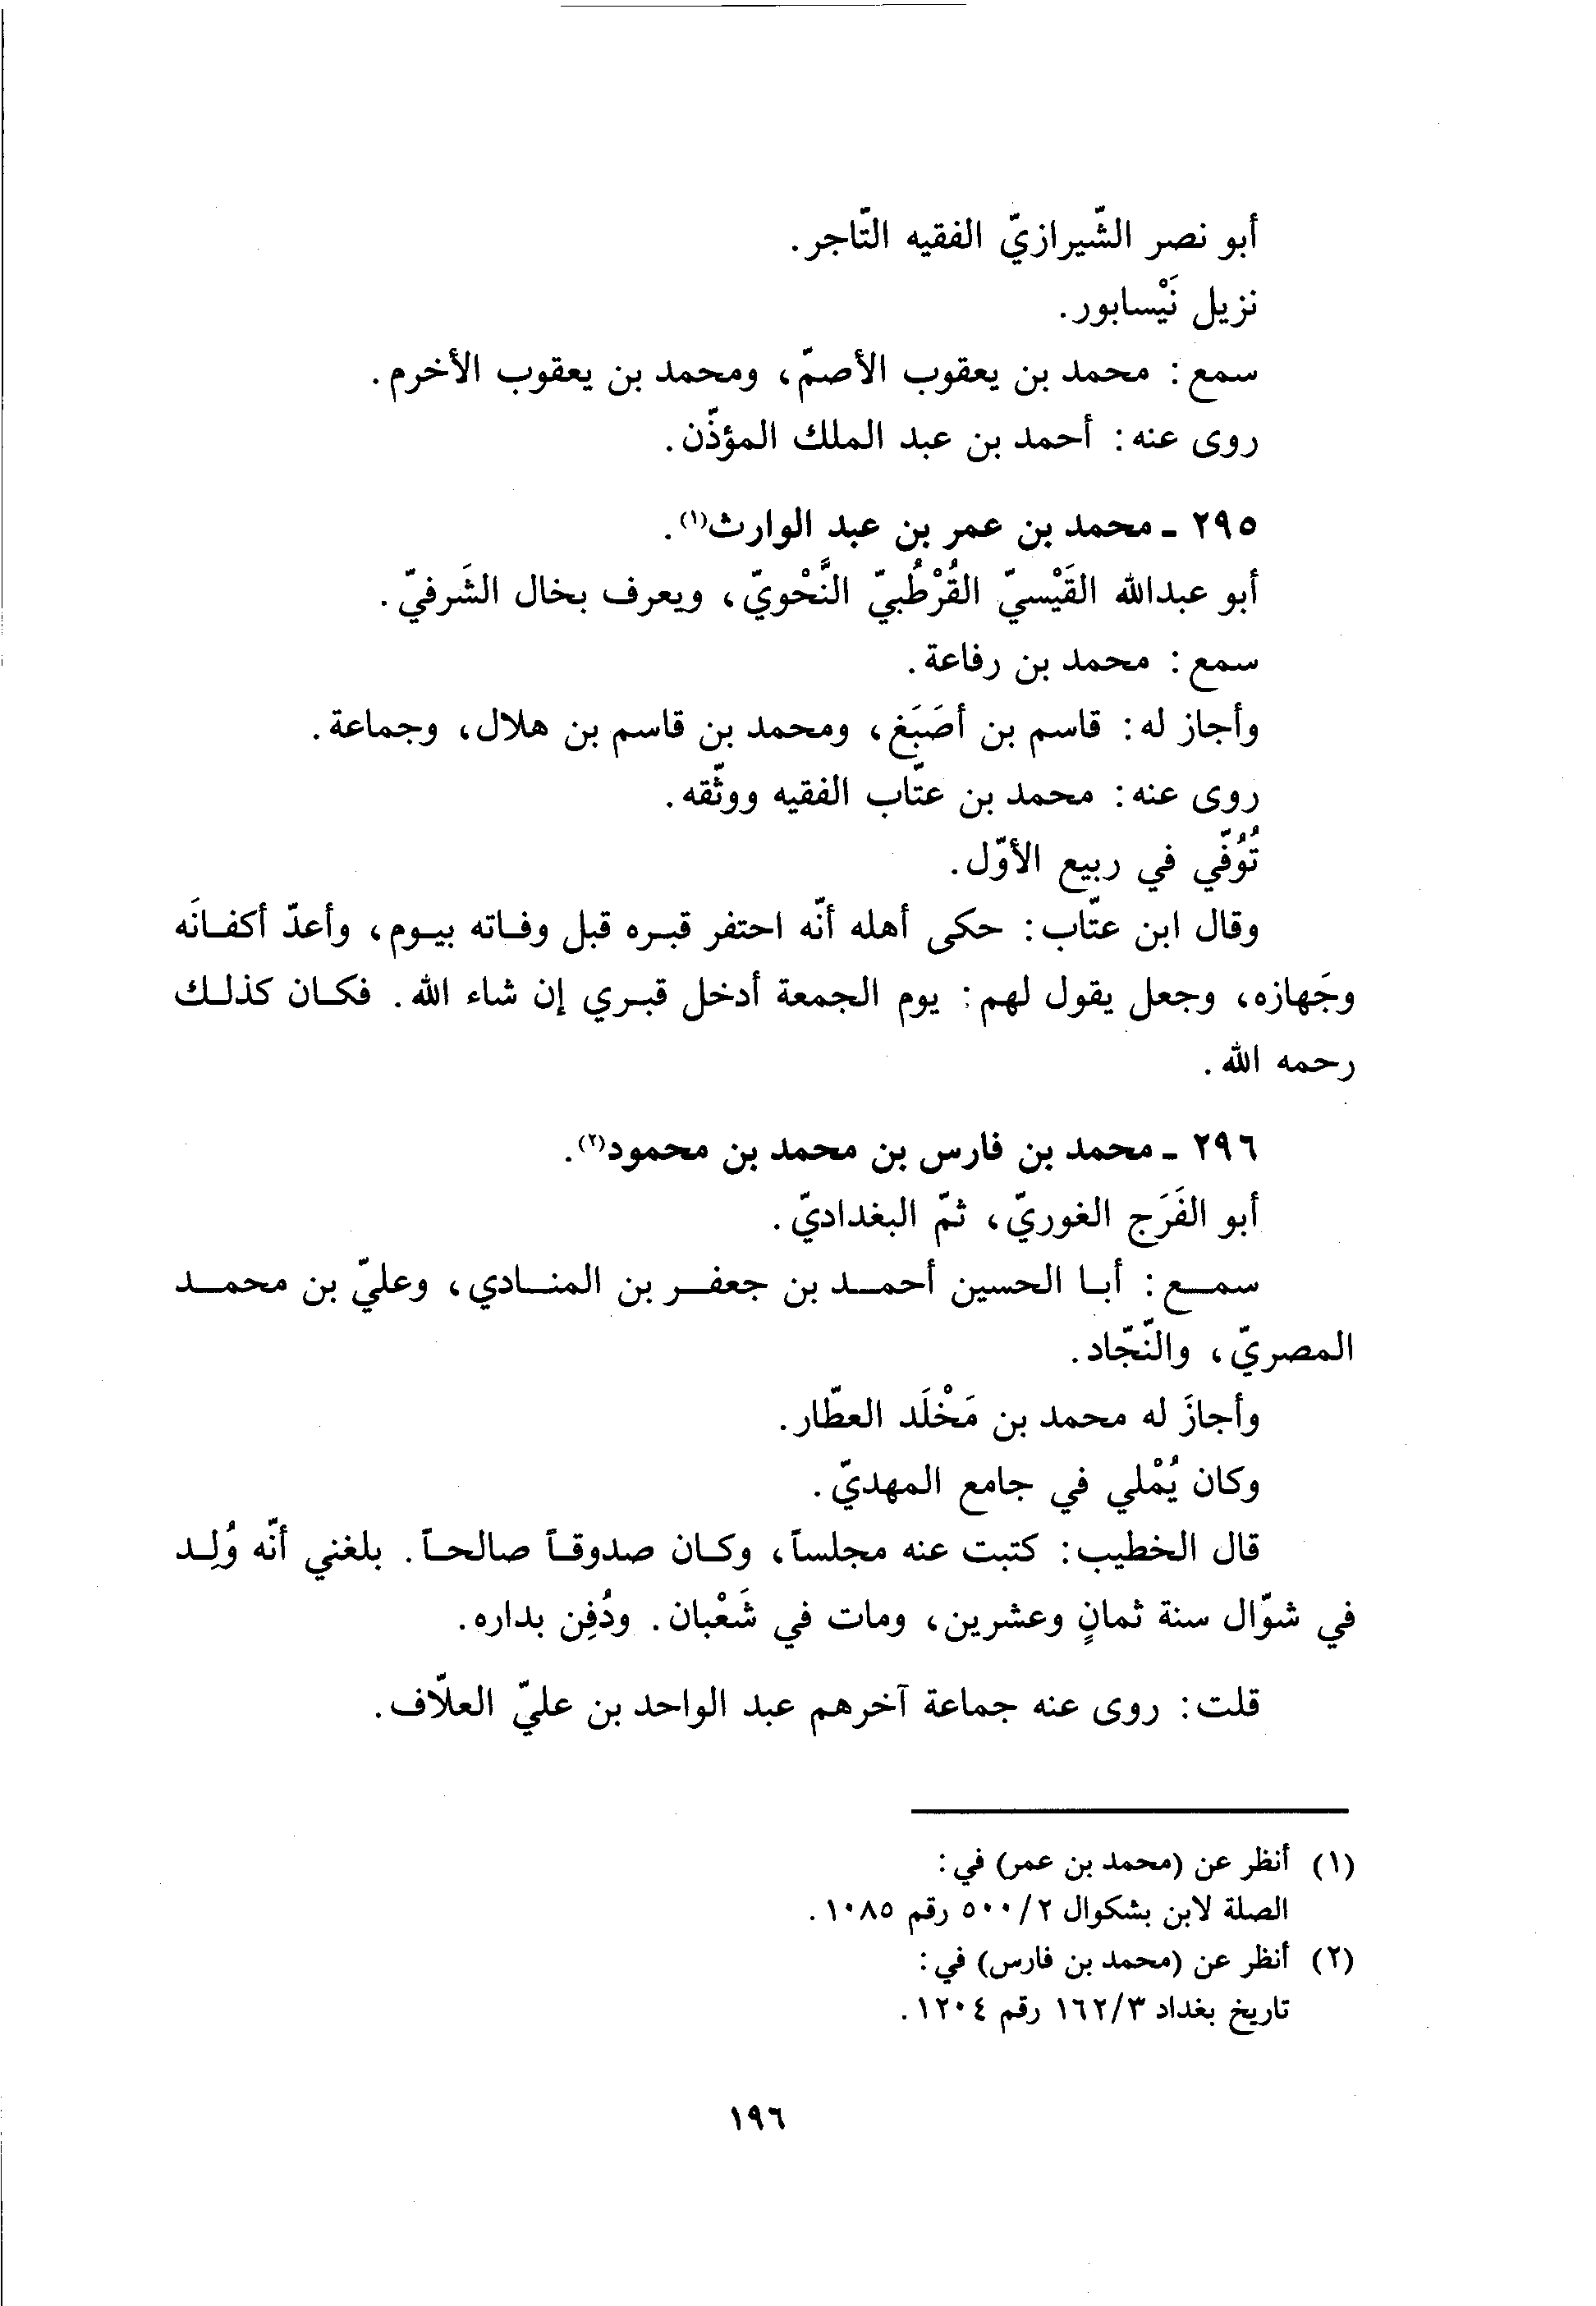 أبو نصر الشّيرازيّ الفقيه التّاجر.
نزيل نَيْسابور.
سمع: محمد بن يعقوب الأصمّ، ومحمد بن يعقوب الأخرم.
روى عنه: أحمد بن عبد الملك المؤذّن.
٢٩٥ - محمد بن عمر بن عبد الوارث(١).
أبو عبدالله القَيْسيّ القُرْطُبيّ النَّحْويّ، ويعرف بخال الشَرفيّ.
سمع: محمد بن رفاعة.
وأجاز له: قاسم بن أصَبَغ، ومحمد بن قاسم بن هلال، وجماعة.
روى عنه: محمد بن عتّاب الفقيه ووثّقه.
تُوُفّي في ربيع الأوّل.
وقال ابن عتّاب: حكى أهله أنّه احتفر قبره قبل وفاته بيوم، وأعدّ أكفانَه
وجَهازه، وجعل يقول لهم: يوم الجمعة أدخل قبري إن شاء الله. فكان كذلك
رحمه الله.
٢٩٦ - محمد بن فارس بن محمد بن محمود(٢).
أبو الفَرَج الغوريّ، ثمّ البغداديّ.
سمع: أبا الحسين أحمد بن جعفر بن المنادي، وعليّ بن محمد
المصريّ، والنّجّاد.
وأجازَ له محمد بن مَخْلَد العطّار.
وكان يُمْلي في جامع المهديّ.
قال الخطيب: كتبت عنه مجلساً، وكان صدوقاً صالحاً. بلغني أنّه وُلِد
في شوّال سنة ثمانٍ وعشرين، ومات في شَعْبان. ودُفِن بداره.
قلت: روى عنه جماعة آخرهم عبد الواحد بن عليّ العلاّف.
(١) أنظر عن (محمد بن عمر) في:
الصلة لابن بشكوال ٥٠٠/٢ رقم ١٠٨٥.
(٢) أنظر عن (محمد بن فارس) في:
تاريخ بغداد ١٦٢/٣ رقم ١٢٠٤.
١٩٦